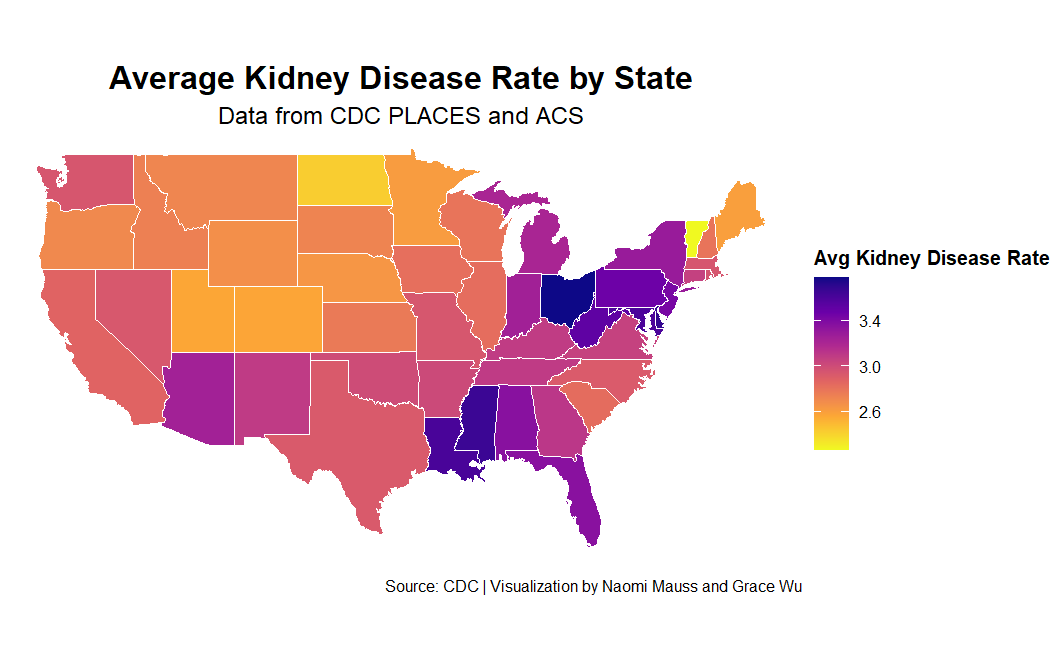 Average Kidney Disease Rate by State
Data from CDC PLACES and ACS
Avg Kidney Disease Rate
3.4
3.0
2.6
Source: CDC | Visualization by Naomi Mauss and Grace Wu